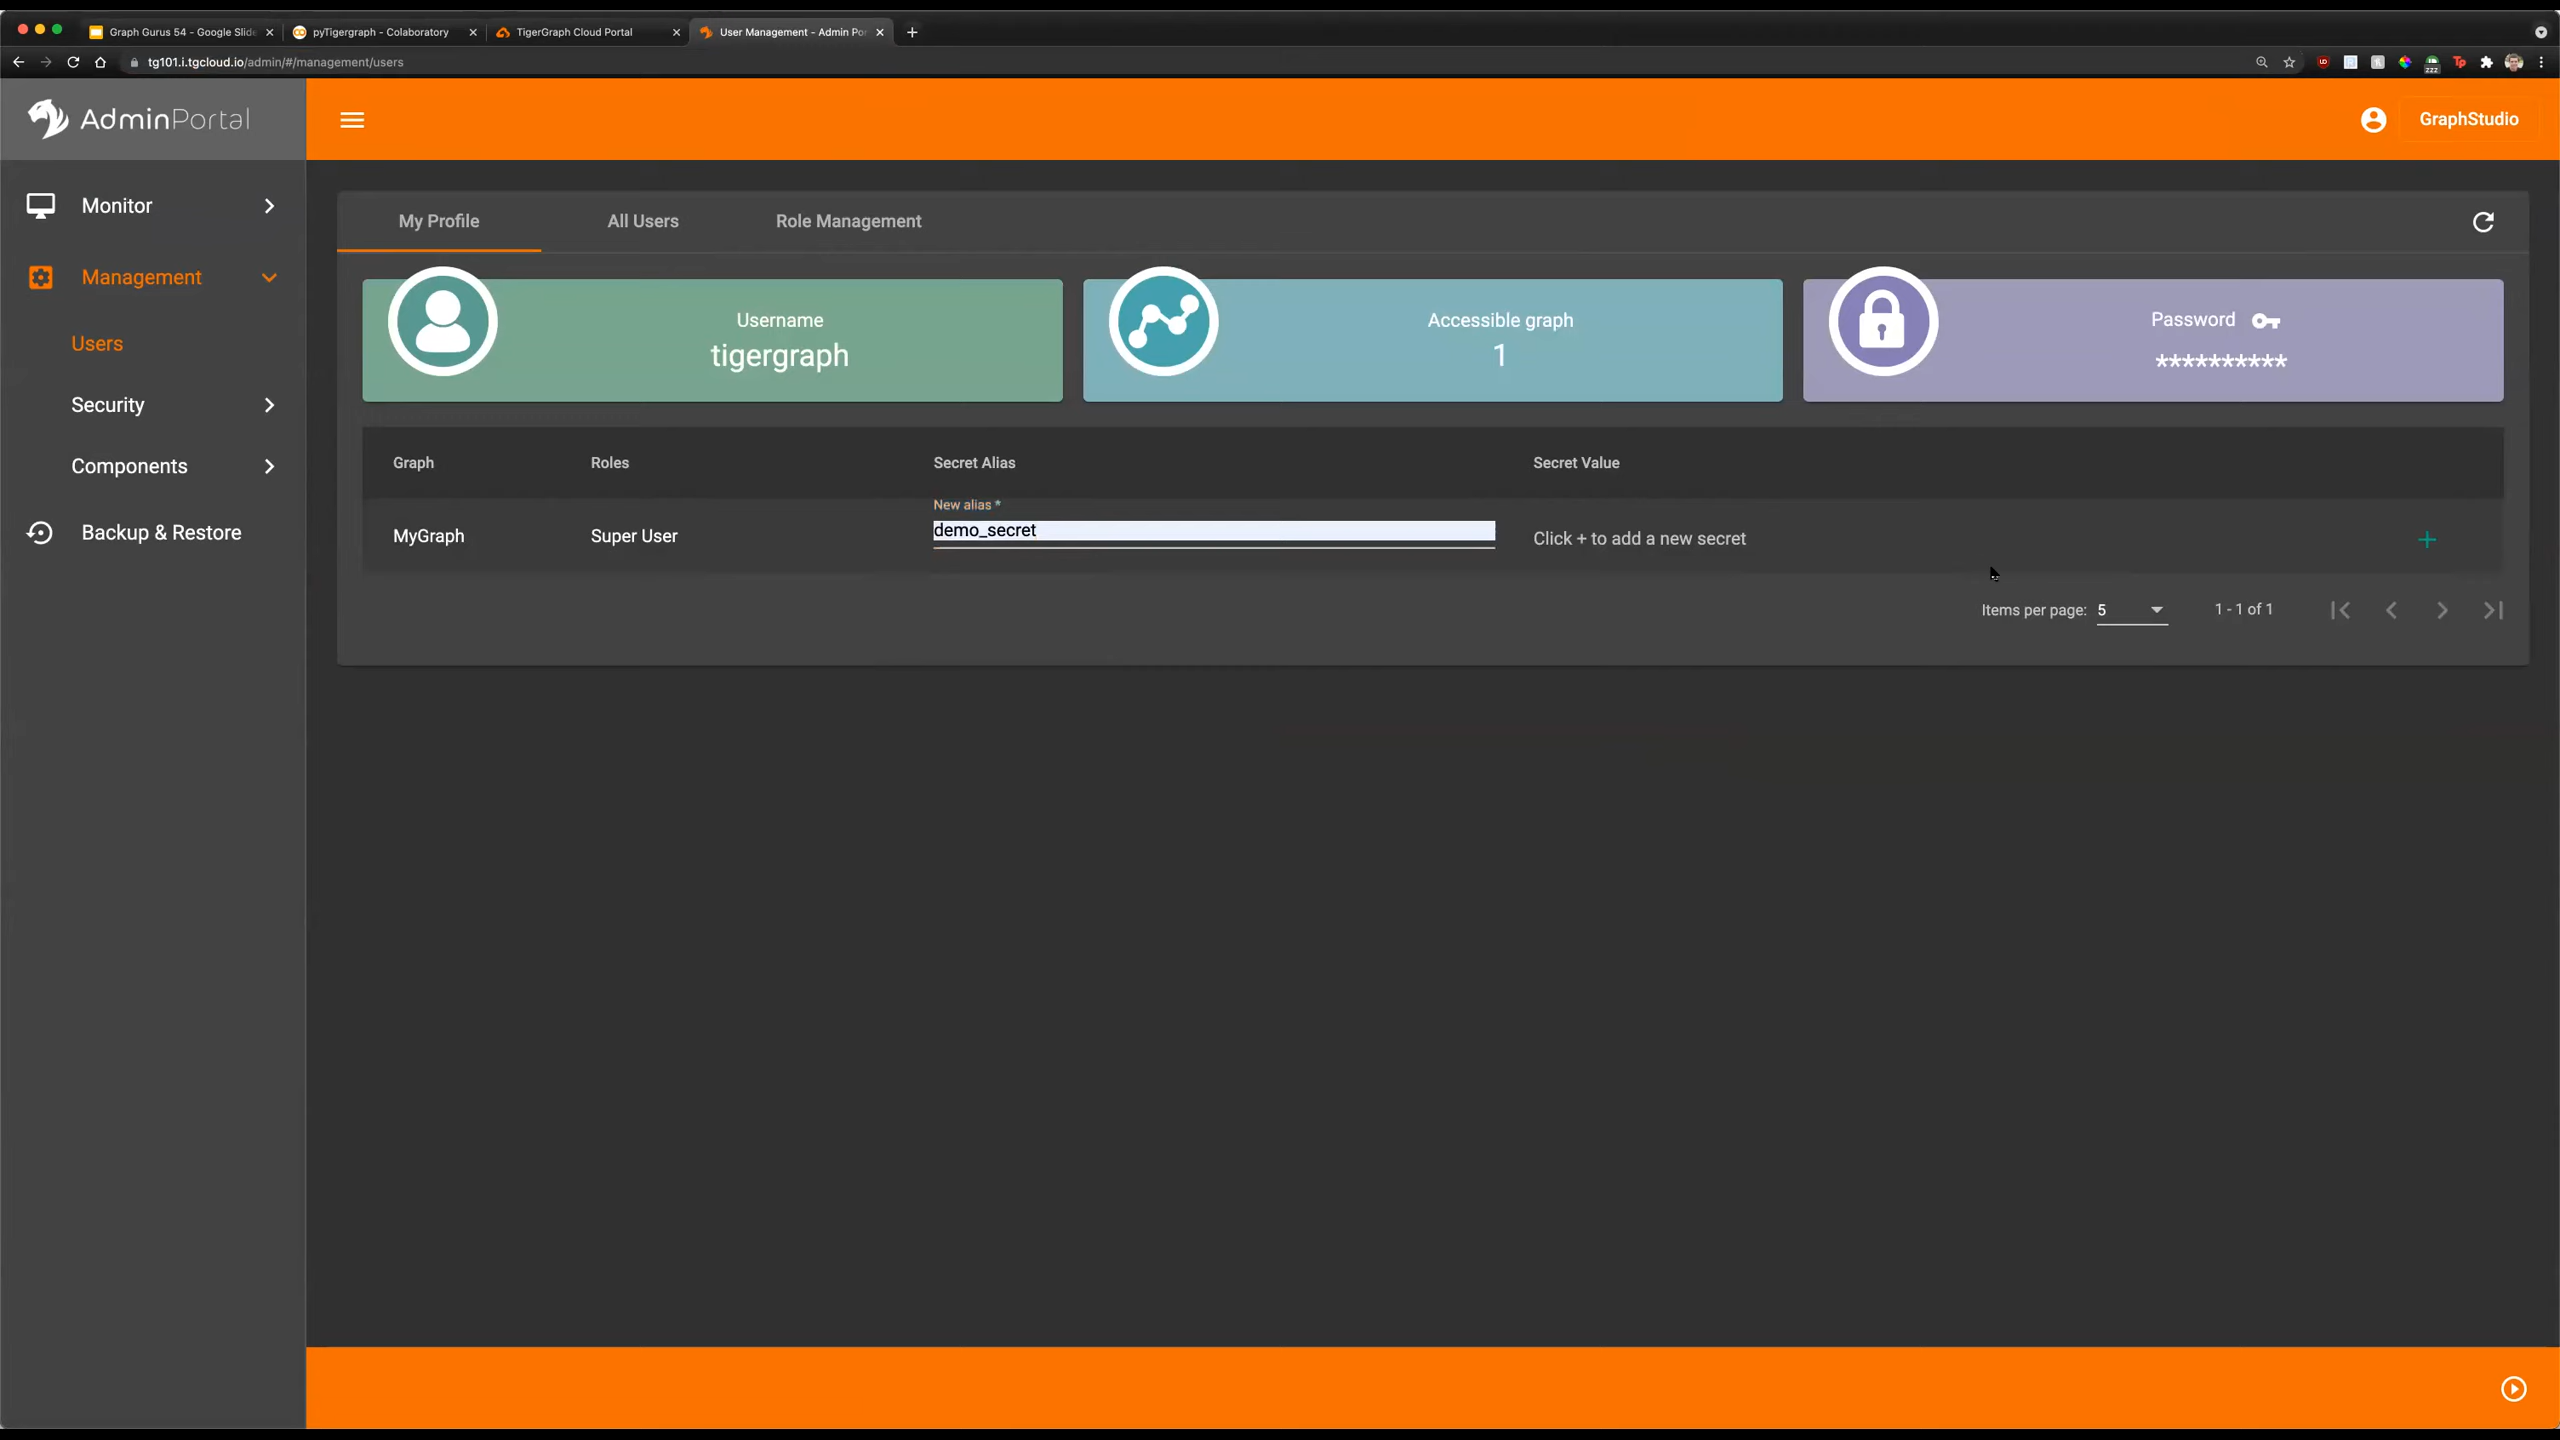 Graph Gurus 54 - Google Slide
pyTigergraph - Colaboratory
TigerGraph Cloud Portal
User Management - Admin Por
tg101.i.tgcloud.io/admin/#/management/users
AdminPortal
GraphStudio
Monitor
Management
Users
Security
Components
Backup & Restore
My Profile
All Users
Role Management
Username
tigergraph
Accessible graph
1
Password
**********
Graph
Roles
Secret Alias
Secret Value
MyGraph
Super User
New alias *
demo_secret
Click + to add a new secret
Items per page:
5
1 - 1 of 1